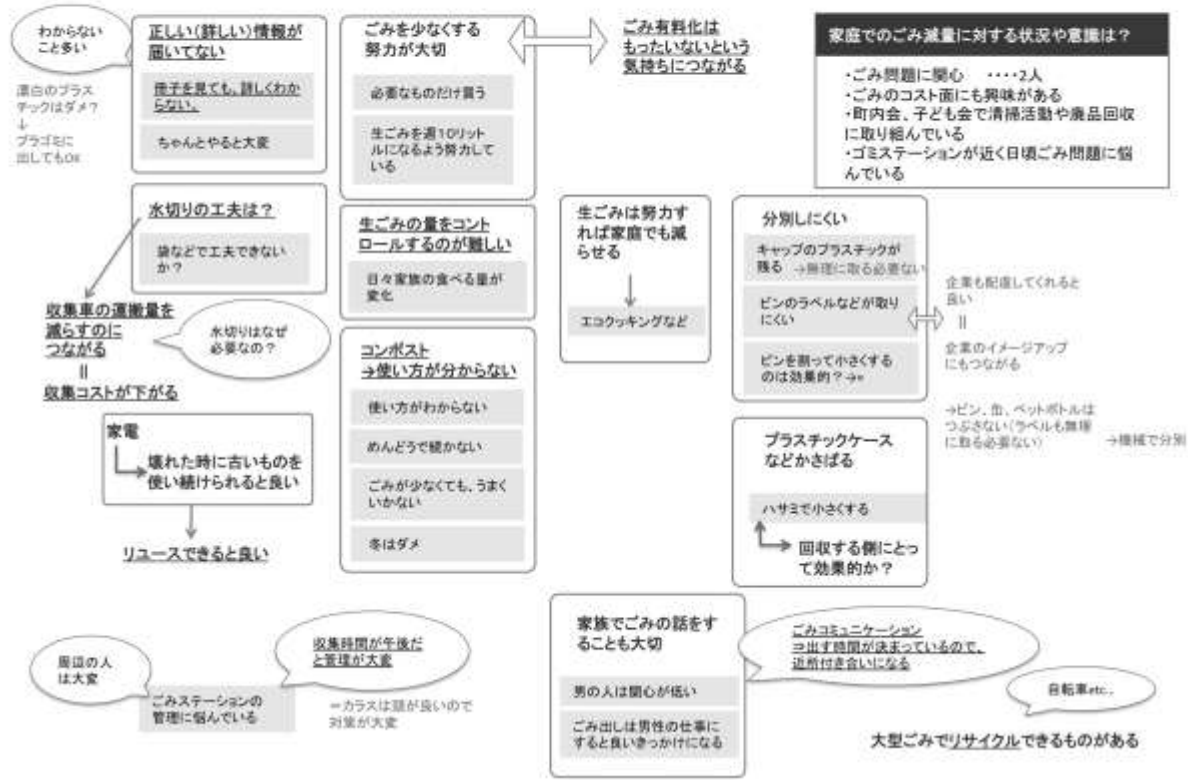 わからない
こと多い
漂白のプラス
チックはダメ？
↓
プラゴミに
出してもOK
正しい（詳しい）情報が
届いてない
冊子を見ても、詳しくわか
らない。
ちゃんとやると大変
ごみを少なくする
努力が大切
必要なものだけ買う
生ごみを週１０リット
ルになるよう努力して
いる
ごみ有料化は
もったいないという
気持ちにつながる
家庭でのごみ減量に対する状況や意識は？
・ごみ問題に関心　・・・・2人
・ごみのコスト面にも興味がある
・町内会、子ども会で清掃活動や廃品回収
に取り組んでいる
・ゴミステーションが近く日頃ごみ問題に悩
んでいる
水切りの工夫は？
袋などで工夫できない
か？
収集車の運搬量を
減らすのに
つながる
＝
収集コストが下がる
水切りはなぜ
必要なの？
生ごみの量をコント
ロールするのが難しい
日々家族の食べる量が
変化
生ごみは努力す
れば家庭でも減
らせる
エコクッキングなど
分別しにくい
キャップのプラスチックが
残る　→無理に取る必要ない
ビンのラベルなどが取り
にくい
ビンを割って小さくする
のは効果的？→×
企業も配慮してくれると
良い
＝
企業のイメージアップ
にもつながる
→ビン、缶、ペットボトルは
つぶさない（ラベルも無理
に取る必要ない）
→機械で分別
コンポスト
→使い方が分からない
使い方がわからない
めんどうで続かない
ごみが少なくても、うまく
いかない
冬はダメ
家電
壊れた時に古いものを
使い続けられると良い
リユースできると良い
プラスチックケース
などかさばる
ハサミで小さくする
回収する側にとっ
て効果的か？
周辺の人
は大変
収集時間が午後だ
と管理が大変
ごみステーションの
管理に悩んでいる
＝カラスは頭が良いので
対策が大変
家族でごみの話をす
ることも大切
男の人は関心が低い
ごみ出しは男性の仕事に
すると良いきっかけになる
ごみコミュニケーション
⇒出す時間が決まっているので、
近所付き合いになる
自転車etc..
大型ごみでリサイクルできるものがある